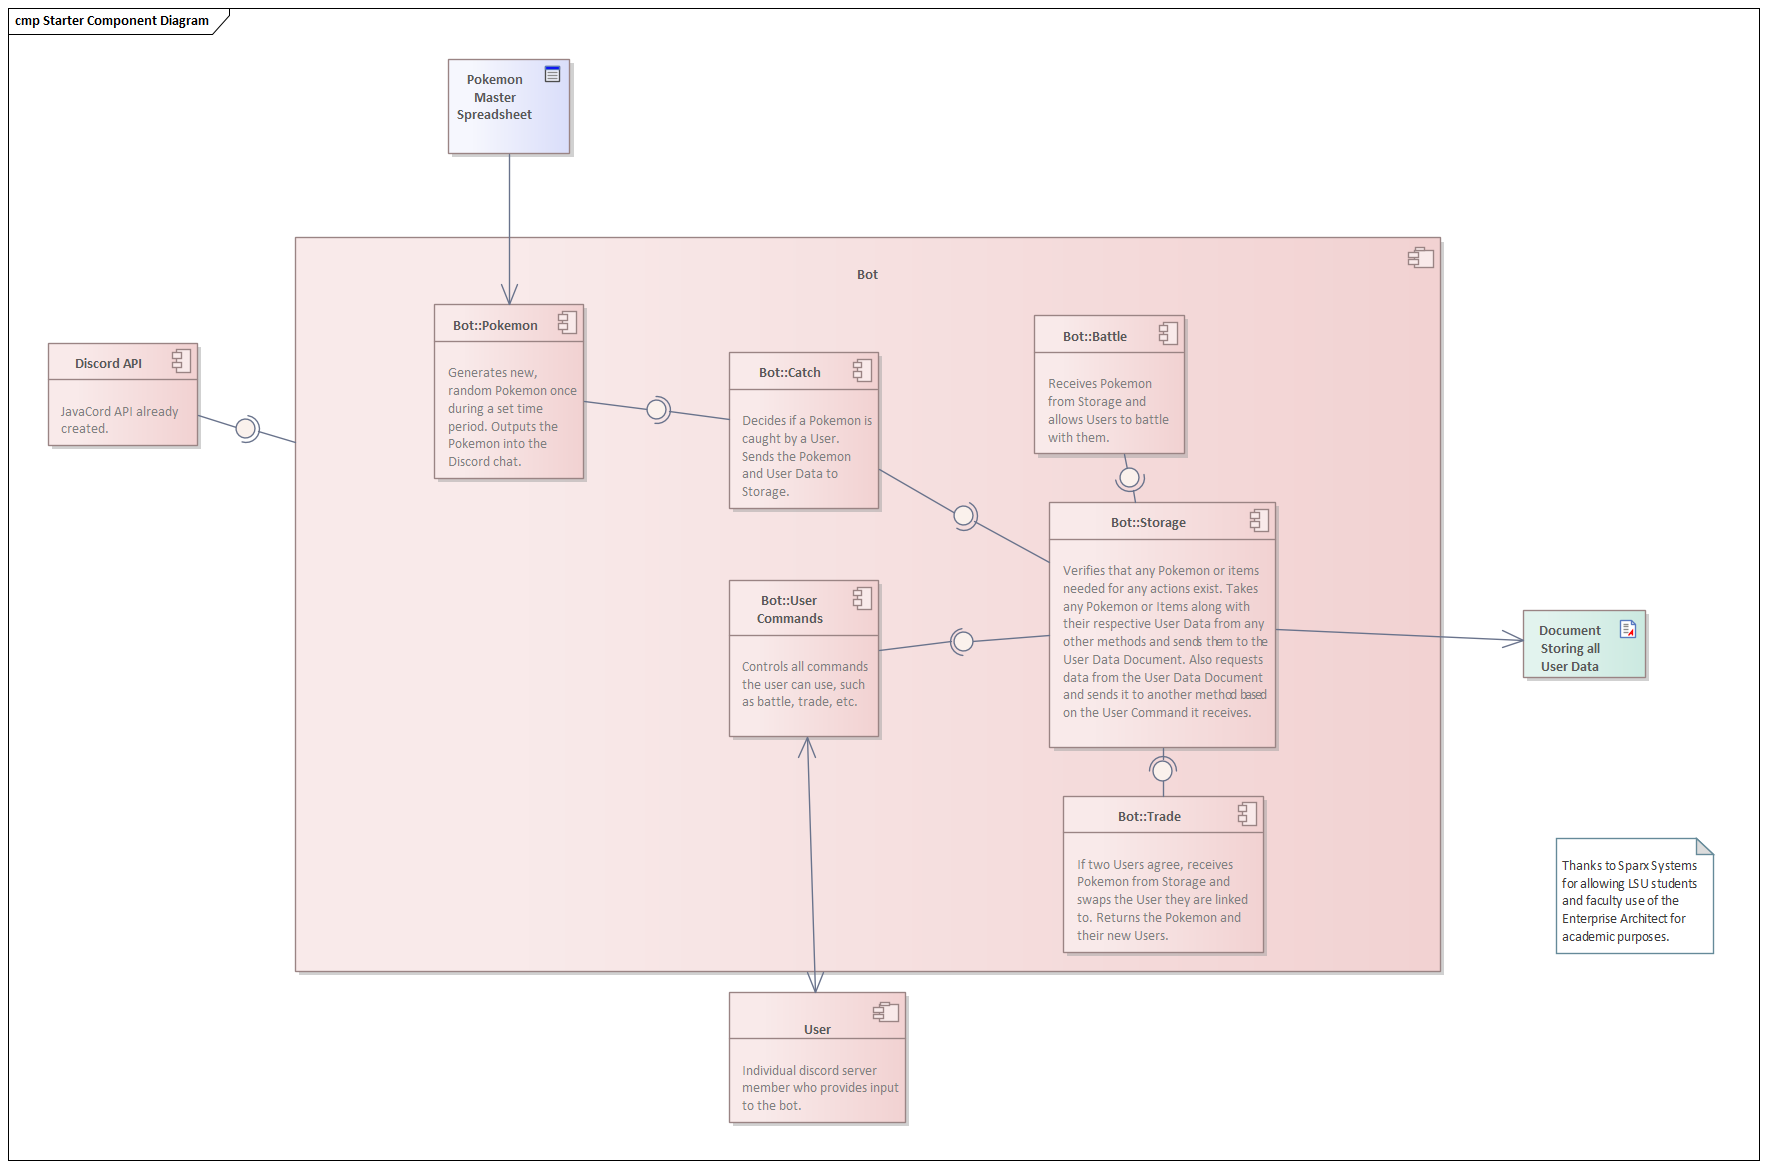 cmp Starter Component Diagram
Pokemon
Master
Spreadsheet
Bot
Discord API
JavaCord API already
created.
Bot::Pokemon
Generates new,
random Pokemon once
during a set time
period. Outputs the
Pokemon into the
Discord chat.
Bot::Catch
Decides if a Pokemon is
caught by a User.
Sends the Pokemon
and User Data to
Storage.
Bot::Battle
Receives Pokemon
from Storage and
allows Users to battle
with them.
Bot::User
Commands
Controls all commands
the user can use, such
as battle, trade, etc.
Bot::Storage
Verifies that any Pokemon or items
needed for any actions exist. Takes
any Pokemon or Items along with
their respective User Data from any
other methods and sends them to the
User Data Document. Also requests
data from the User Data Document
and sends it to another method based
on the User Command it receives.
Document
Storing all
User Data
Bot::Trade
If two Users agree, receives
Pokemon from Storage and
swaps the User they are linked
to. Returns the Pokemon and
their new Users.
Thanks to Sparx Systems
for allowing LSU students
and faculty use of the
Enterprise Architect for
academic purposes.
User
Individual discord server
member who provides input
to the bot.